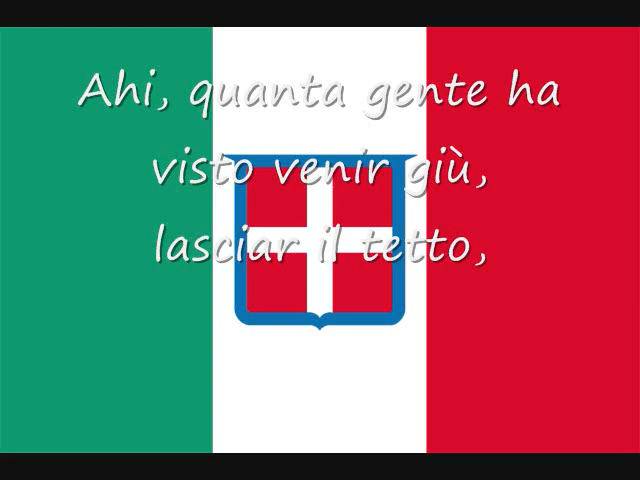 Ahi, quanta gente ha
visto venir giù,
lasciar il tetto,